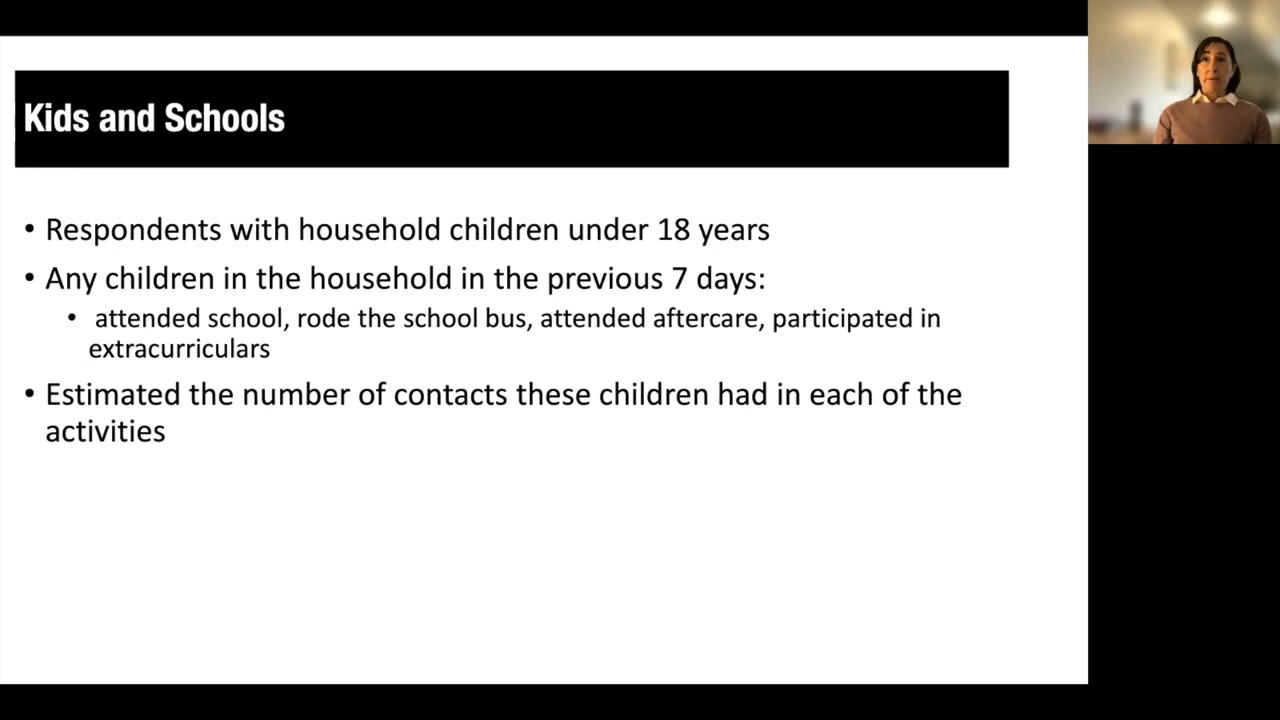 Kids and Schools
• Respondents with household children under 18 years
• Any children in the household in the previous 7 days:
• attended school, rode the school bus, attended aftercare, participated in
extracurriculars
• Estimated the number of contacts these children had in each of the
activities